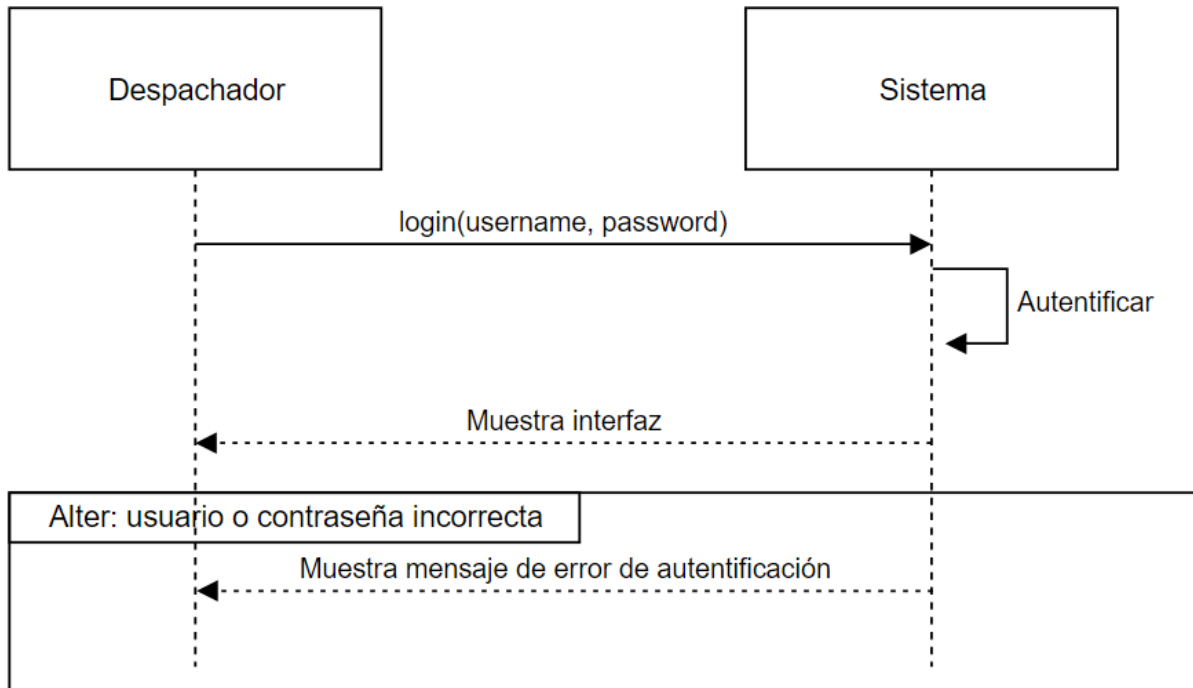 Despachador
Sistema
login(username, password)
Autentificar
Muestra interfaz
Alter: usuario o contraseña incorrecta
Muestra mensaje de error de autentificación